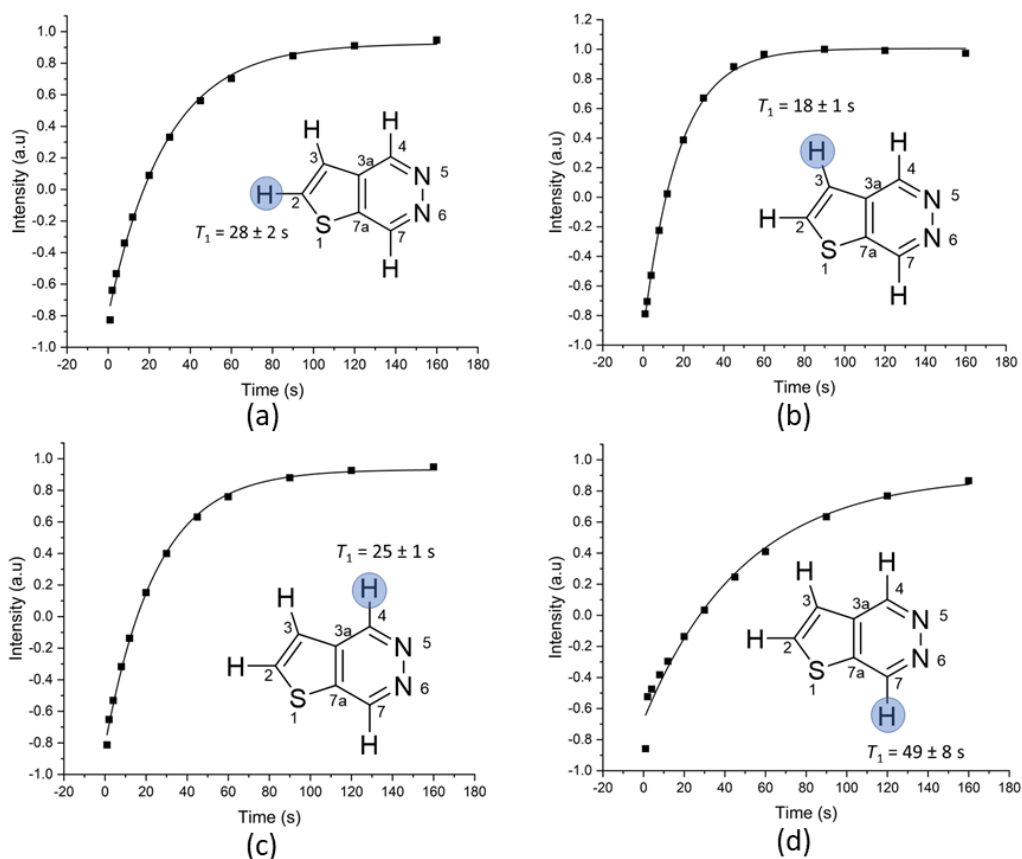 1.0
0.8
0.6
0.4
0.2
0.0
-0.2
-0.4
-0.6
-0.8
-1.0
Intensity (a.u)
-20 0 20 40 60 80 100 120 140 160 180
Time (s)
H H
3 4
3a 5
H N
2
N 6
S 7a
1 7
H
T1 = 28 ± 2 s
(a)
1.2
1.0
0.8
0.6
0.4
0.2
0.0
-0.2
-0.4
-0.6
-0.8
-1.0
Intensity (a.u)
-20 0 20 40 60 80 100 120 140 160 180
Time (s)
T1 = 18 ± 1 s
H H
3 4
3a 5
H N
2
N 6
S 7a
1 7
H
(b)
1.0
0.8
0.6
0.4
0.2
0.0
-0.2
-0.4
-0.6
-0.8
-1.0
Intensity (a.u)
-20 0 20 40 60 80 100 120 140 160 180
Time (s)
T1 = 25 ± 1 s
H H
3 4
3a 5
H N
2
N 6
S 7a
1 7
H
(c)
1.0
0.8
0.6
0.4
0.2
0.0
-0.2
-0.4
-0.6
-0.8
-1.0
Intensity (a.u)
-20 0 20 40 60 80 100 120 140 160 180
Time (s)
H H
3 4
3a 5
H N
2
N 6
S 7a
1 7
H
T1 = 49 ± 8 s
(d)